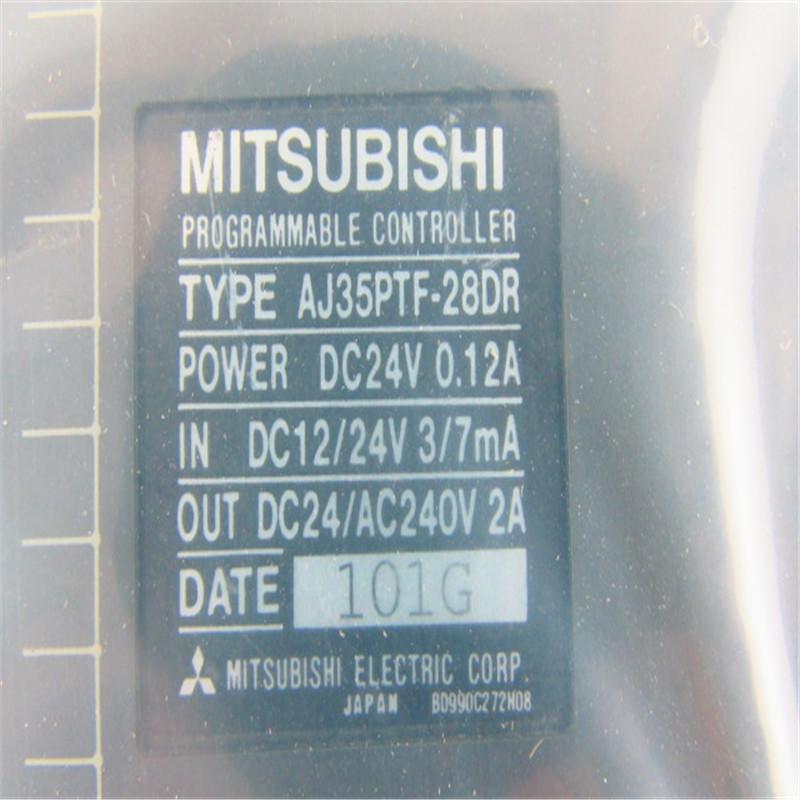 MITSUBISHI
PROGRAMMABLE CONTROLLER
TYPE AJ35PTF-28DR
POWER DC24V 0.12A
IN DC12/24V 3/7mA
OUT DC24/AC240V 2A
DATE 101G
MITSUBISHI ELECTRIC CORP.
JAPAN BD990C272H08